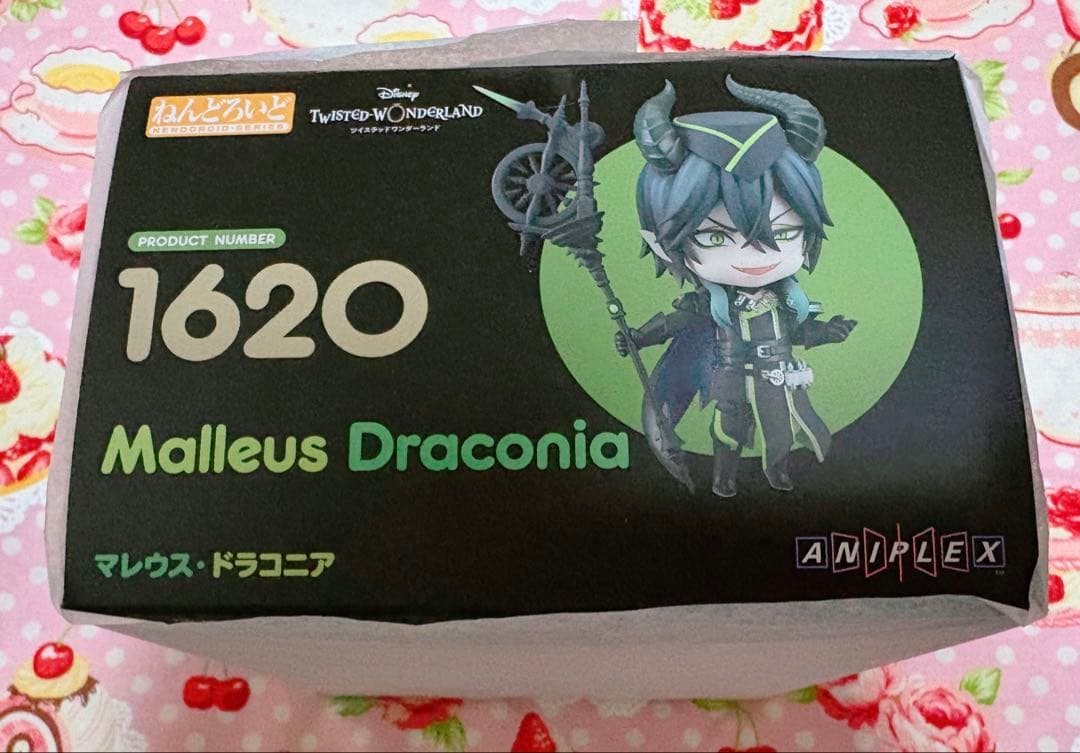 ねんどろいど
NENDOROID-SERIES
Disney
TWISTED-WONDERLAND
ツイステッドワンダーランド
PRODUCT NUMBER
1620
Malleus Draconia
マレウス・ドラコニア
ANIPLEX